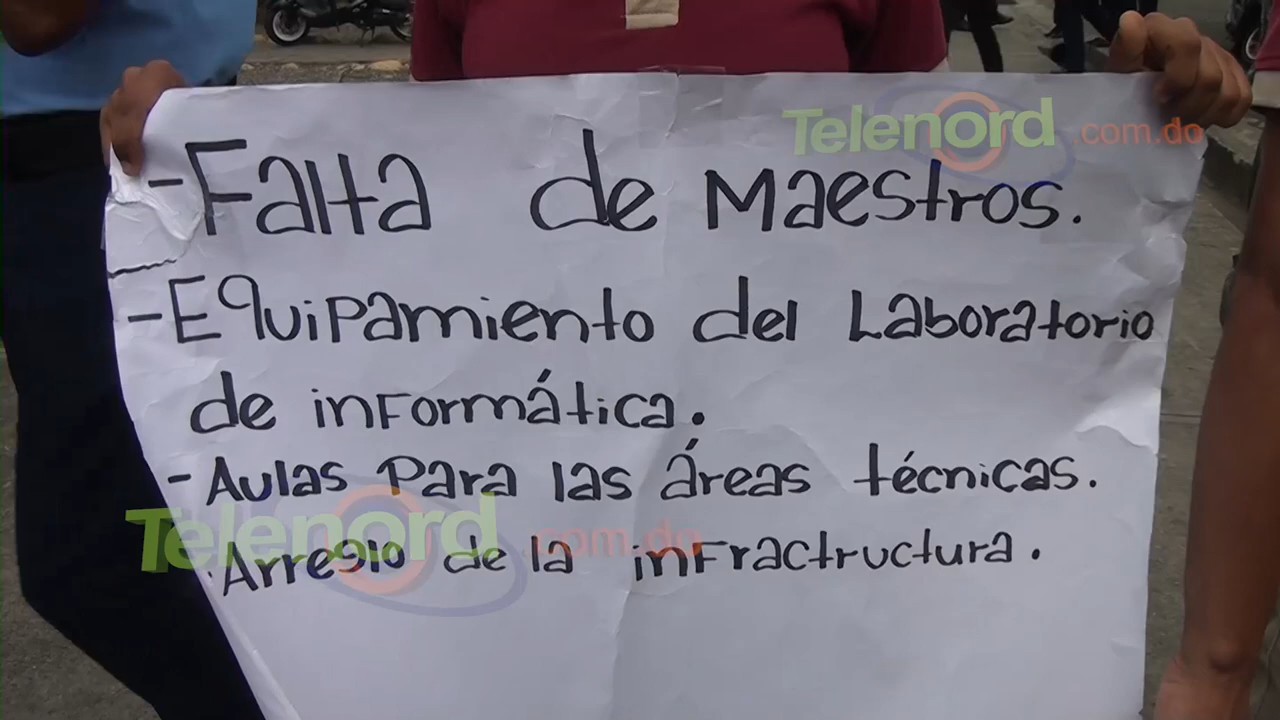 Telenord.com.do
-Falta de Maestros.
-Equipamiento del Laboratorio
de informática.
-Aulas para las áreas técnicas.
Telenord.com.do
.Arreglo de la infractructura.